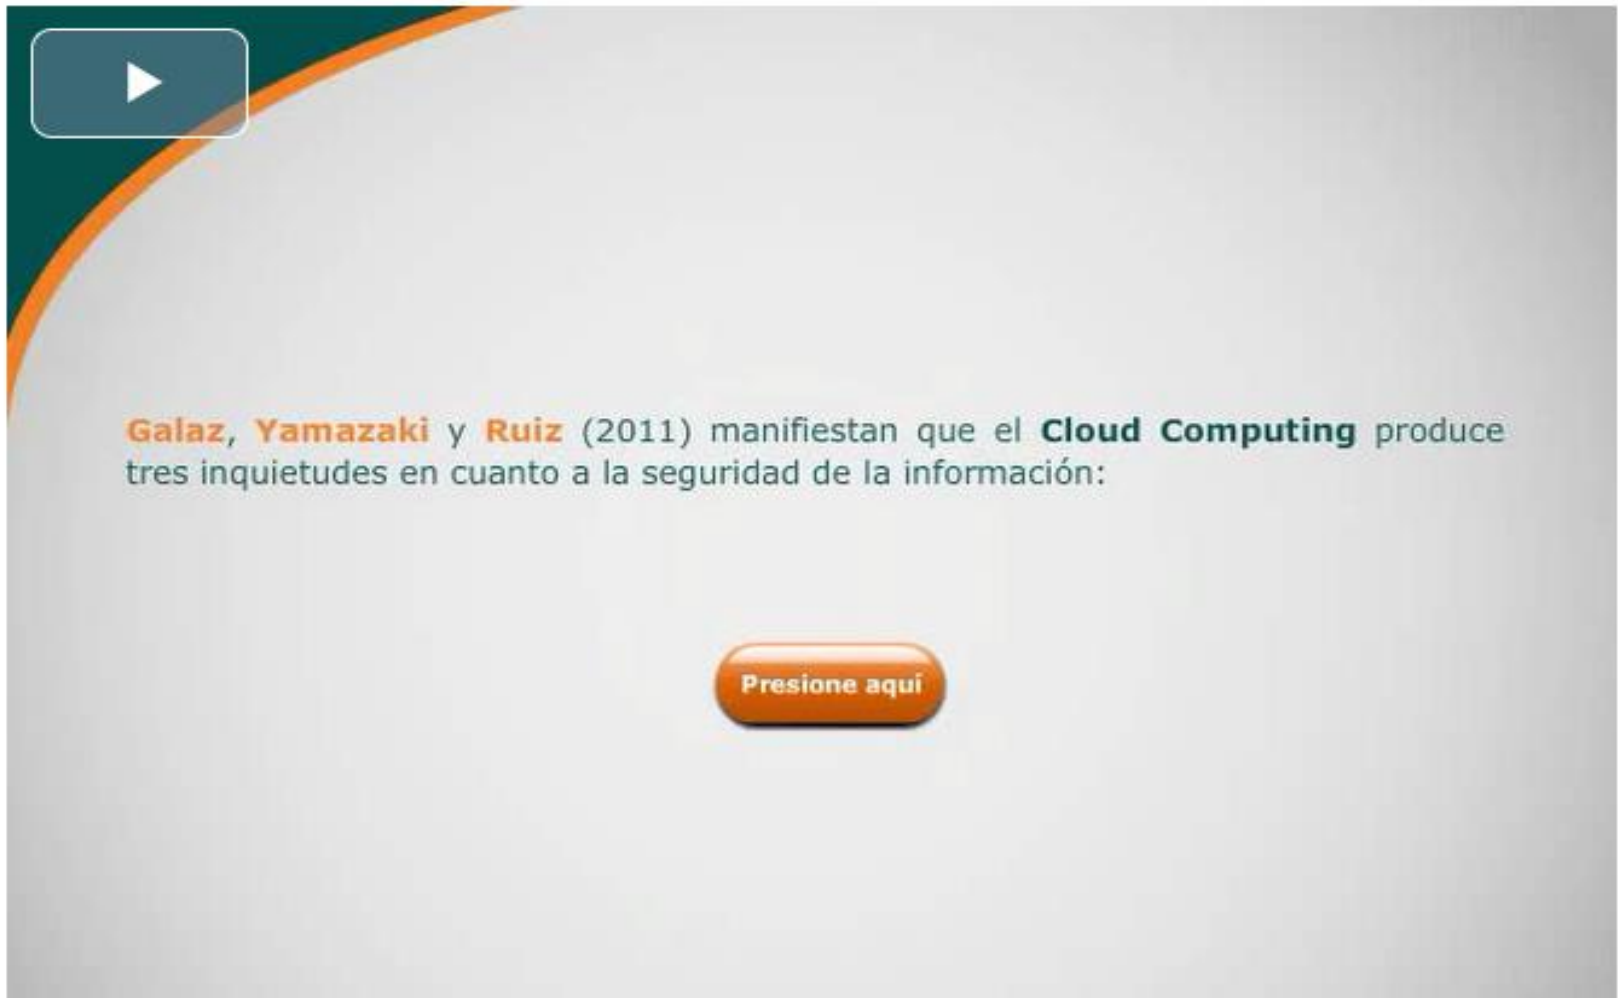 Galaz, Yamazaki y Ruiz (2011) manifiestan que el Cloud Computing produce
tres inquietudes en cuanto a la seguridad de la información:
Presione aquí